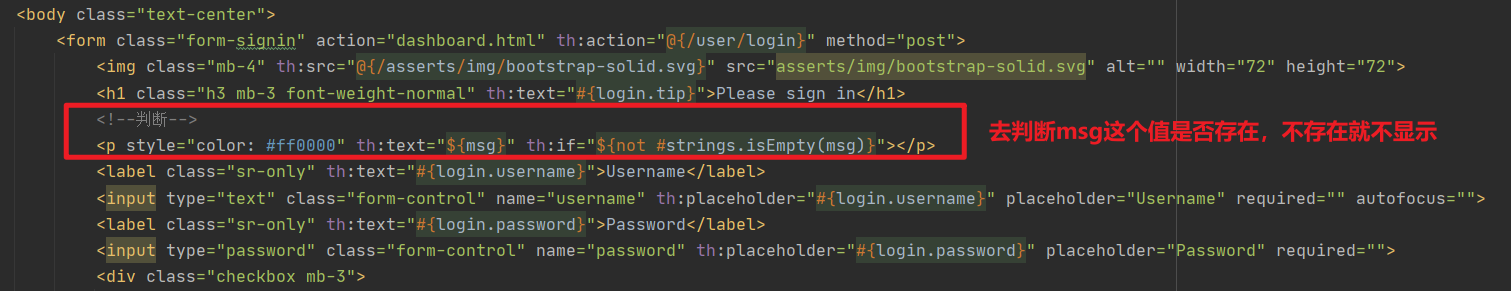 <body class="text-center">
<form class="form-signin" action="dashboard.html" th:action="@{/user/login}" method="post">
<img class="mb-4" th:src="@{/asserts/img/bootstrap-solid.svg}" src="asserts/img/bootstrap-solid.svg" alt="" width="72" height="72">
<h1 class="h3 mb-3 font-weight-normal" th:text="#{login.tip}">Please sign in</h1>
<!--判断-->
<p style="color: #ff0000" th:text="${msg}" th:if="${not #strings.isEmpty(msg)}"></p>
去判断msg这个值是否存在，不存在就不显示
<label class="sr-only" th:text="#{login.username}">Username</label>
<input type="text" class="form-control" name="username" th:placeholder="#{login.username}" placeholder="Username" required="" autofocus="">
<label class="sr-only" th:text="#{login.password}">Password</label>
<input type="password" class="form-control" name="password" th:placeholder="#{login.password}" placeholder="Password" required="">
<div class="checkbox mb-3">